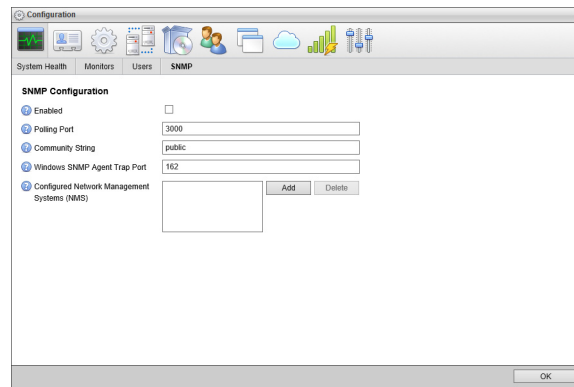 Configuration
System Health Monitors Users SNMP
SNMP Configuration
Enabled
Polling Port 3000
Community String public
Windows SNMP Agent Trap Port 162
Configured Network Management
Systems (NMS)
Add Delete
OK